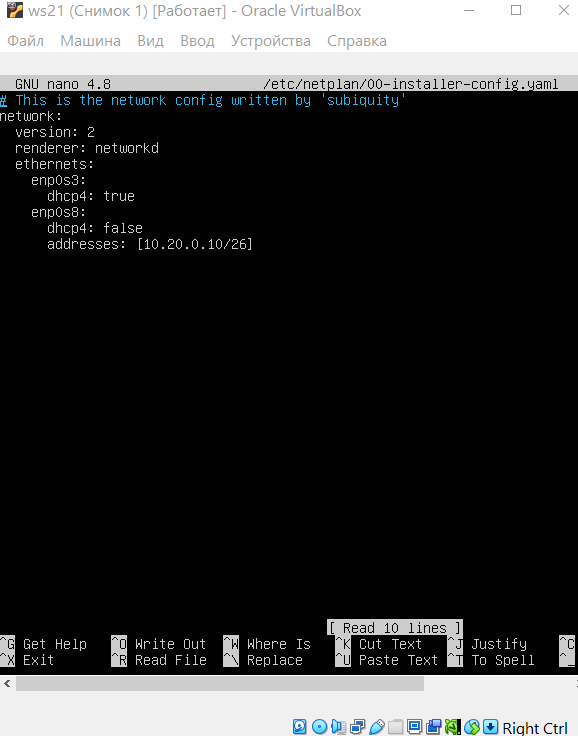 ws21 (Снимок 1) [Работает] - Oracle VirtualBox
Файл Машина Вид Ввод Устройства Справка
GNU nano 4.8 /etc/netplan/00-installer-config.yaml
# This is the network config written by 'subiquity'
network:
  version: 2
  renderer: networkd
  ethernets:
    enp0s3:
      dhcp4: true
    enp0s8:
      dhcp4: false
      addresses: [10.20.0.10/26]
[ Read 10 lines ]
^G Get Help ^O Write Out ^W Where Is ^K Cut Text ^J Justify ^C
^X Exit ^R Read File ^\ Replace ^U Paste Text ^T To Spell ^_
Right Ctrl